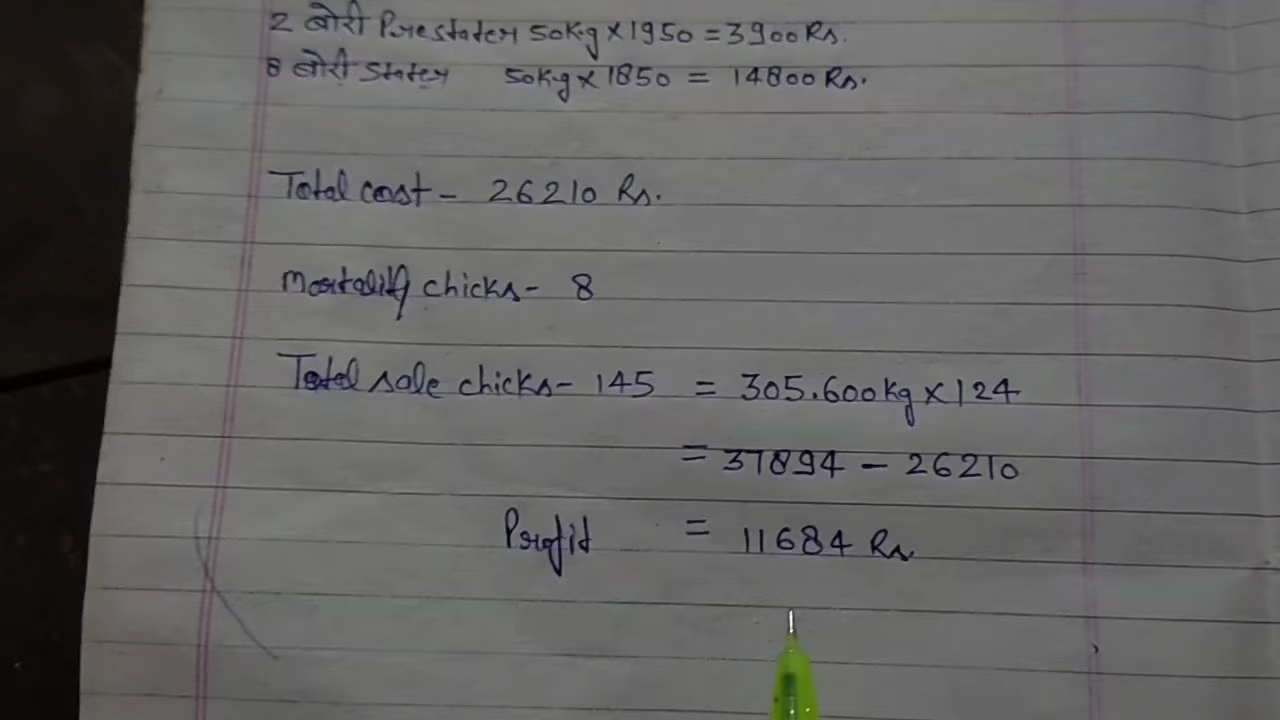 2 बोरी Prestater 50Kg × 1950 = 3900 Rs.
8 बोरी Stater 50Kg × 1850 = 14800 Rs.
Total cost - 26210 Rs.
Mortality chicks - 8
Total sale chicks - 145 = 305.600 kg × 124
= 37894 - 26210
Profit = 11684 Rs.